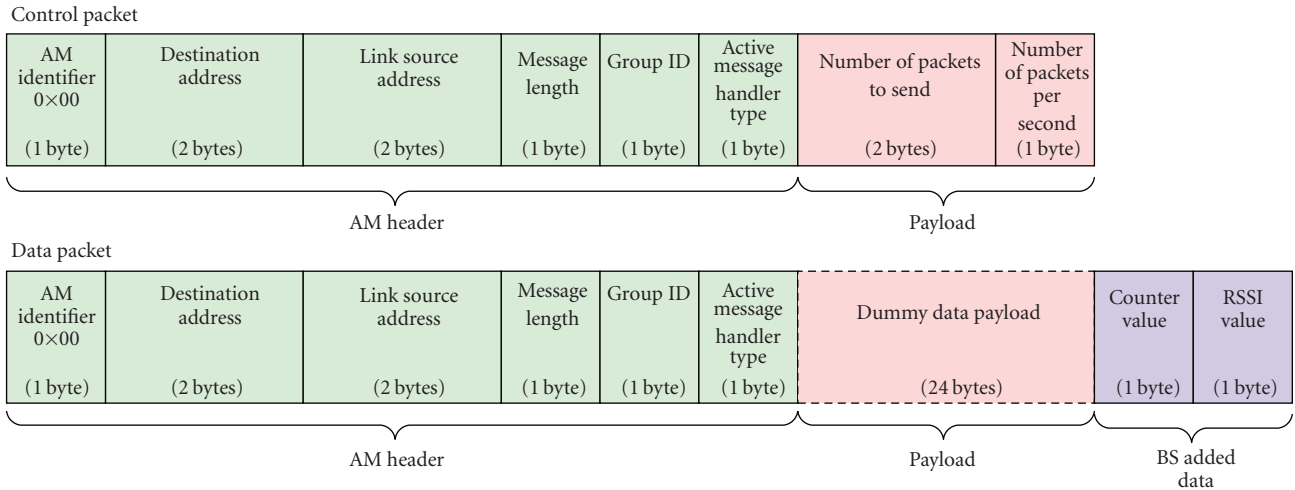 Control packet
AM
identifier
0×00
(1 byte)
Destination
address
(2 bytes)
Link source
address
(2 bytes)
Message
length
(1 byte)
Group ID
(1 byte)
Active
message
handler
type
(1 byte)
Number of packets
to send
(2 bytes)
Number
of packets
per
second
(1 byte)
AM header
Payload
Data packet
AM
identifier
0×00
(1 byte)
Destination
address
(2 bytes)
Link source
address
(2 bytes)
Message
length
(1 byte)
Group ID
(1 byte)
Active
message
handler
type
(1 byte)
Dummy data payload
(24 bytes)
Counter
value
(1 byte)
RSSI
value
(1 byte)
AM header
Payload
BS added
data